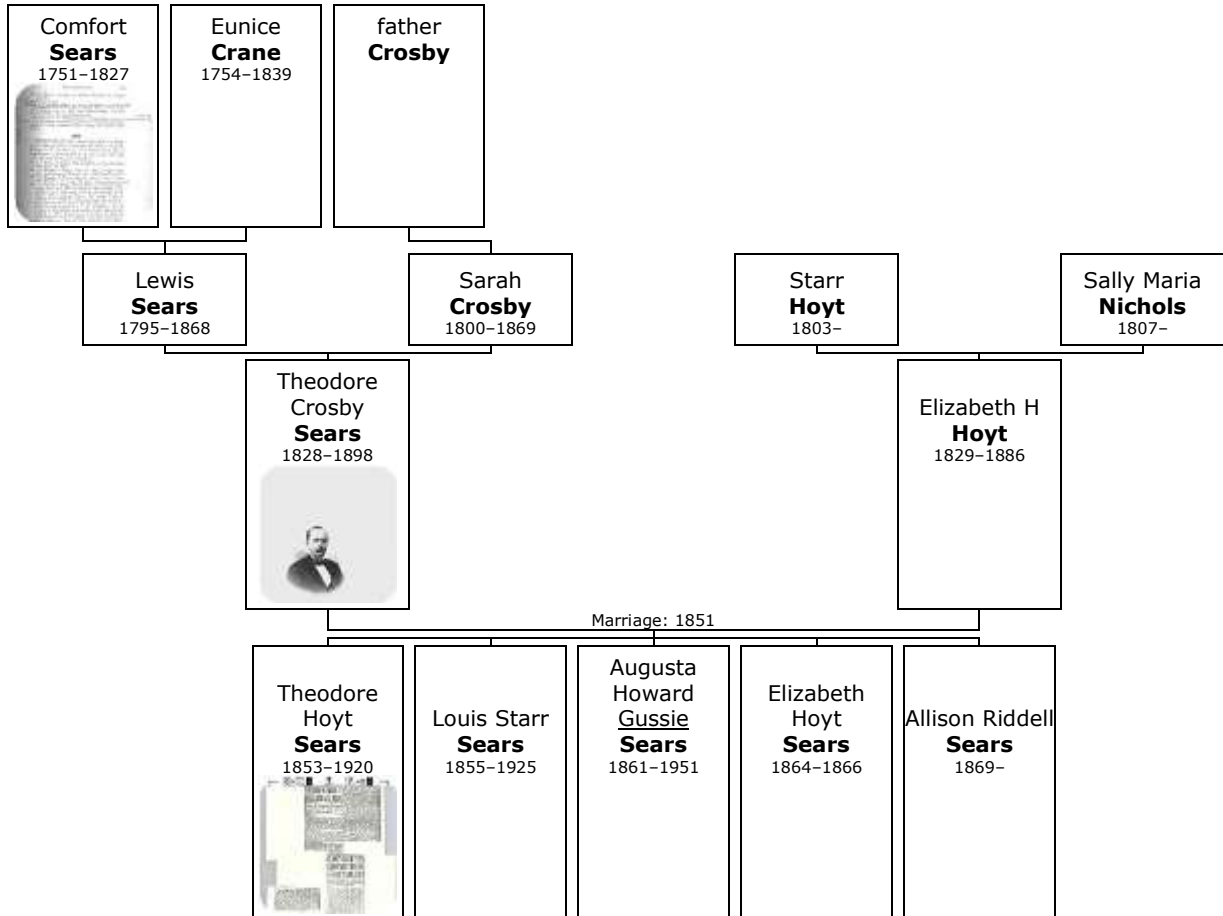 Comfort
Sears
1751–1827
Eunice
Crane
1754–1839
father
Crosby
Lewis
Sears
1795–1868
Sarah
Crosby
1800–1869
Starr
Hoyt
1803–
Sally Maria
Nichols
1807–
Theodore
Crosby
Sears
1828–1898
Elizabeth H
Hoyt
1829–1886
Marriage: 1851
Theodore
Hoyt
Sears
1853–1920
Louis Starr
Sears
1855–1925
Augusta
Howard
Gussie
Sears
1861–1951
Elizabeth
Hoyt
Sears
1864–1866
Allison Riddell
Sears
1869–